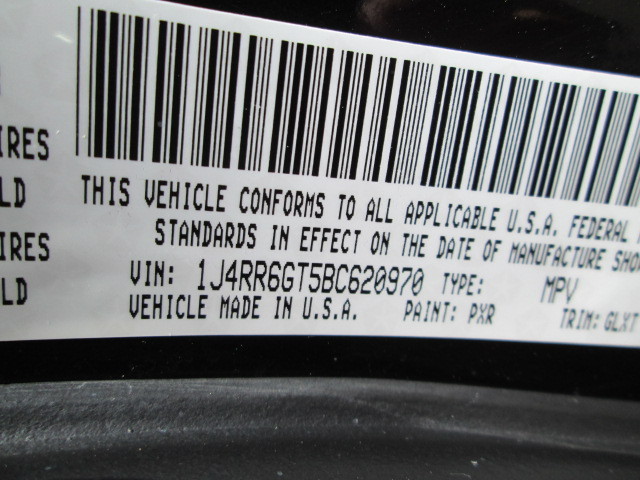 IRES
LD
IRES
LD
THIS VEHICLE CONFORMS TO ALL APPLICABLE U.S.A. FEDERAL
STANDARDS IN EFFECT ON THE DATE OF MANUFACTURE SHO
VIN: 1J4RR6GT5BC620970 TYPE: MPV
VEHICLE MADE IN U.S.A. PAINT: PXR TRIM: GLXT